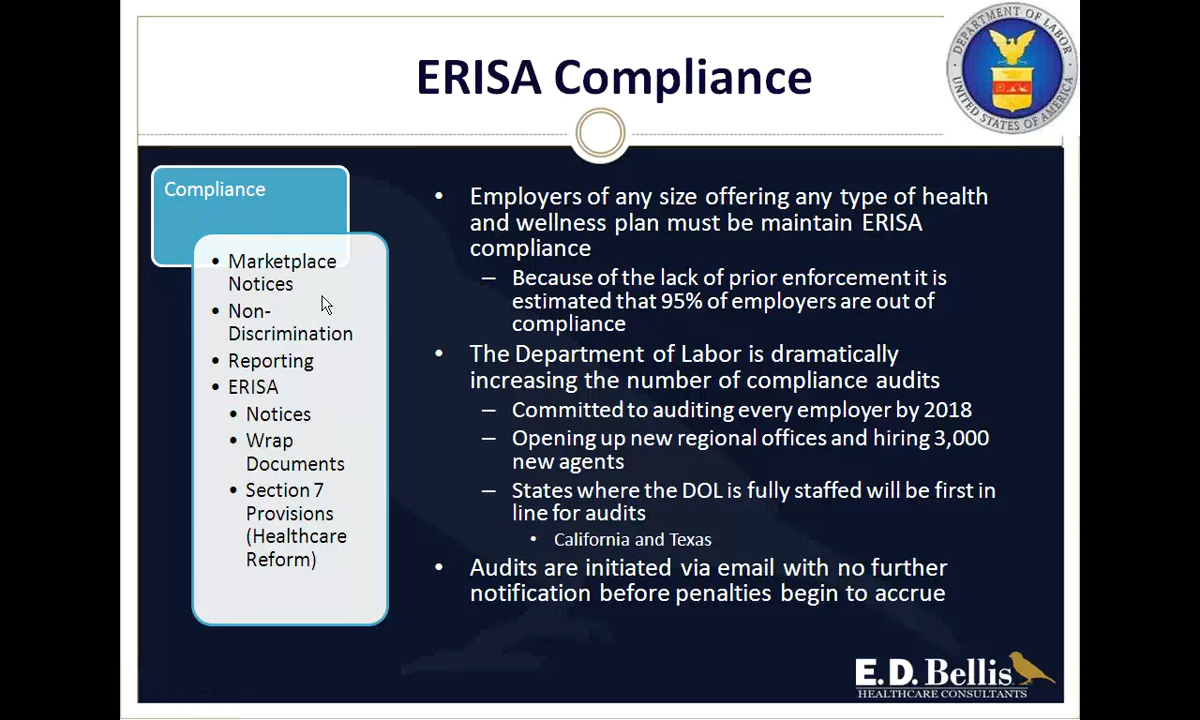 ERISA Compliance
DEPARTMENT OF LABOR
UNITED STATES OF AMERICA
Compliance
• Marketplace
Notices
• Non-
Discrimination
• Reporting
• ERISA
• Notices
• Wrap
Documents
• Section 7
Provisions
(Healthcare
Reform)
• Employers of any size offering any type of health
and wellness plan must be maintain ERISA
compliance
– Because of the lack of prior enforcement it is
estimated that 95% of employers are out of
compliance
• The Department of Labor is dramatically
increasing the number of compliance audits
– Committed to auditing every employer by 2018
– Opening up new regional offices and hiring 3,000
new agents
– States where the DOL is fully staffed will be first in
line for audits
• California and Texas
• Audits are initiated via email with no further
notification before penalties begin to accrue
E.D. Bellis
HEALTHCARE CONSULTANTS